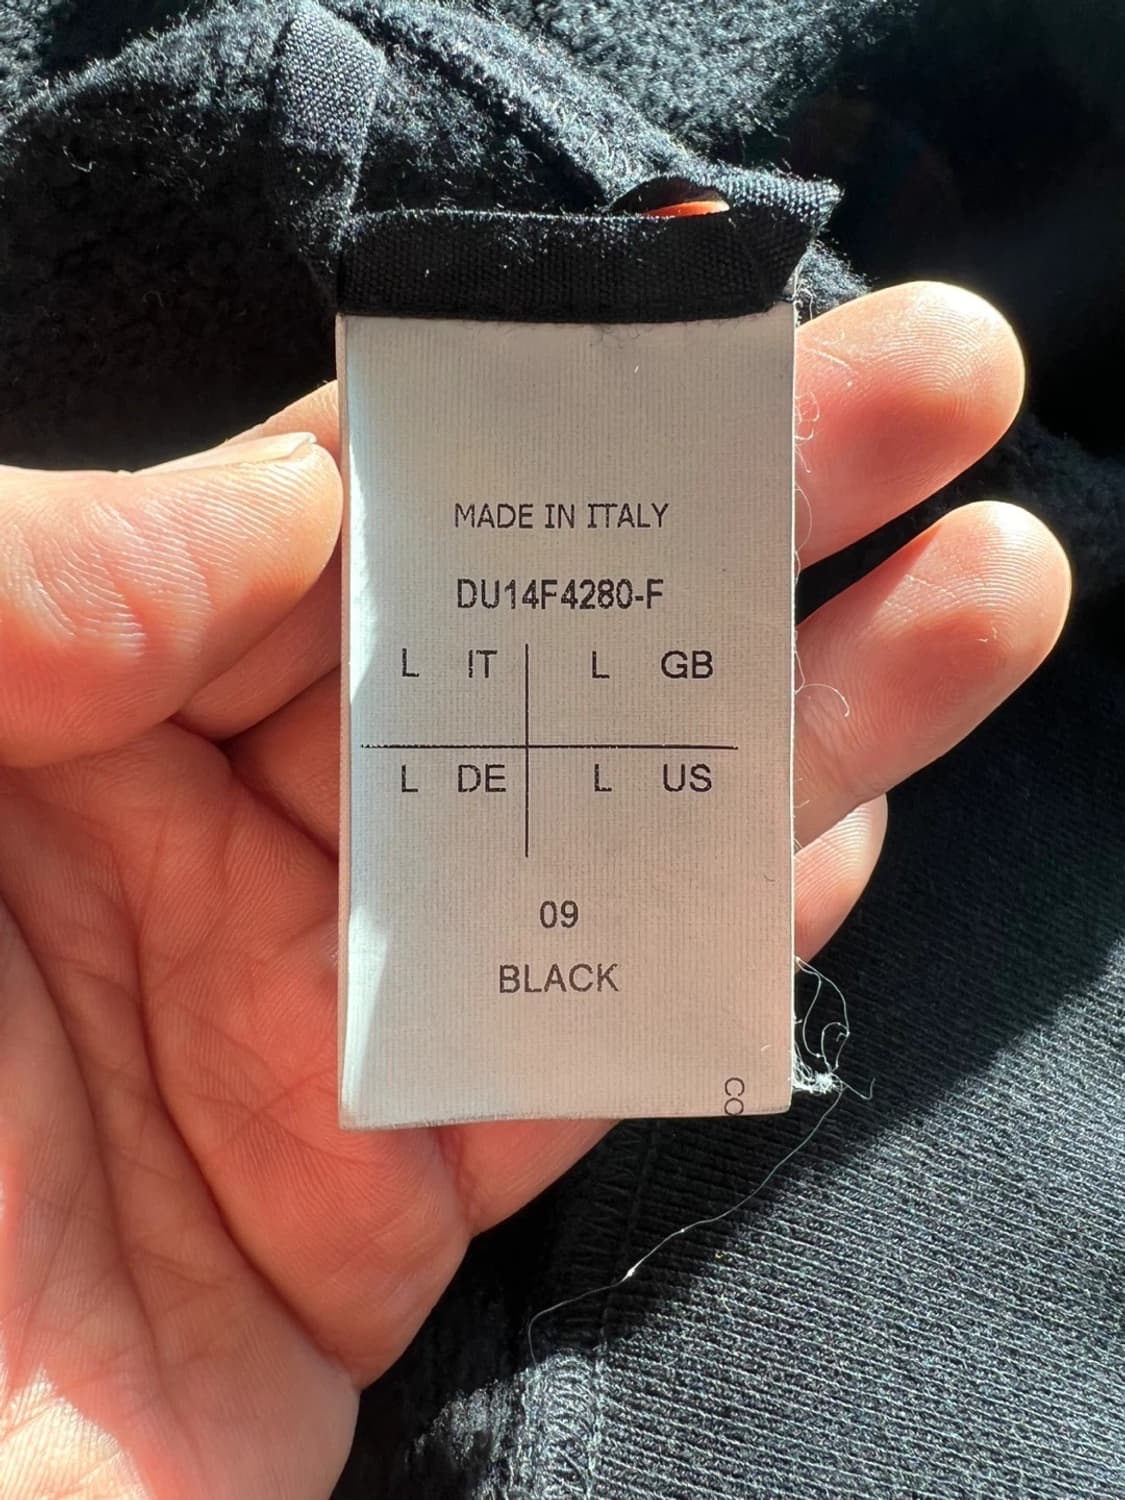 MADE IN ITALY
DU14F4280-F
L IT L GB
L DE L US
09
BLACK
CO